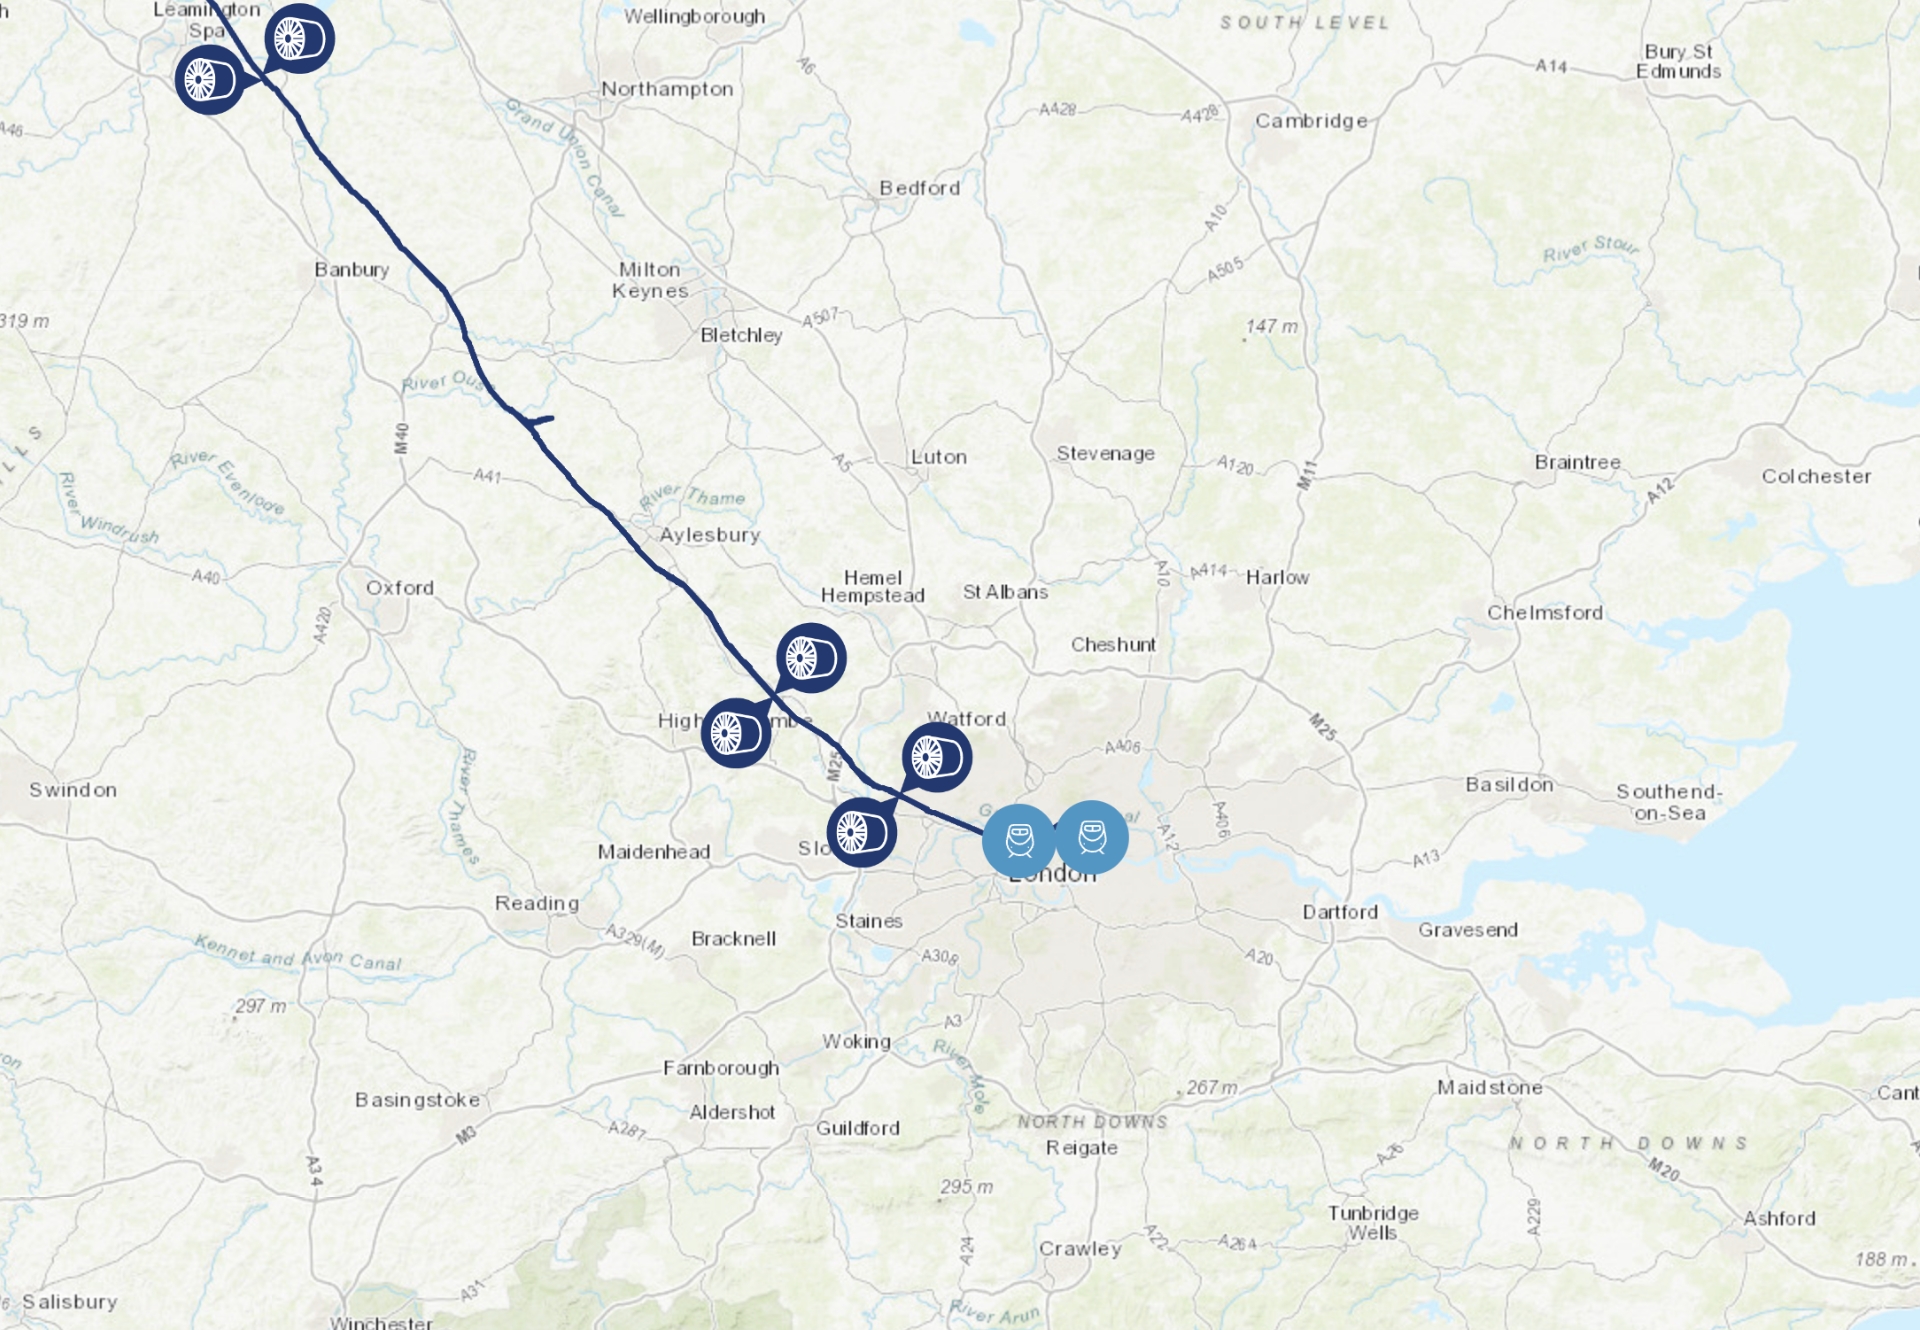 Leamington
Spa
Wellingborough
SOUTH LEVEL
Bury St
Edmunds
A14
A6
Northampton
Grand Union Canal
A428
A428
Cambridge
A46
Bedford
A10
River Stour
Banbury
Milton
Keynes
A505
319 m
A507
147 m
Bletchley
River Ouse
M40
Luton
Stevenage
A120
M11
Braintree
A12
Colchester
A5
A41
River Evenlode
River Windrush
River Thame
Aylesbury
A40
Oxford
Hemel
Hempstead
St Albans
A10
A414
Harlow
Chelmsford
A420
Cheshunt
High
mbe
Watford
M25
A406
M25
Swindon
River Thames
Basildon
Southend-
on-Sea
A406
A12
al
Maidenhead
Slo
London
A13
Reading
Staines
Dartford
Gravesend
A329(M)
Bracknell
A308
A20
Kennet and Avon Canal
297 m
A3
Woking
River Mole
Farnborough
267 m
Maidstone
Cant
Basingstoke
Aldershot
NORTH DOWNS
Guildford
Reigate
NORTH DOWNS
M3
A287
A26
M20
A34
295 m
Tunbridge
Wells
A229
Ashford
A24
Crawley
A22
A264
188 m
A31
Salisbury
Winchester
River Arun